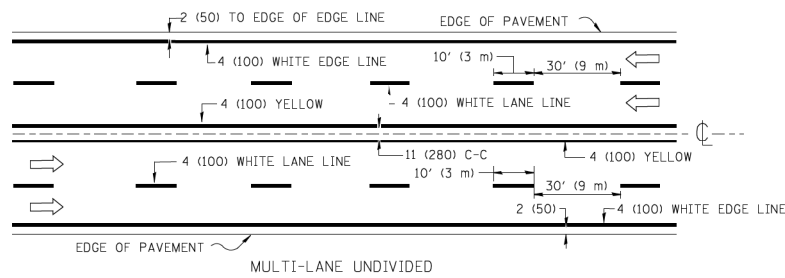 2 (50) TO EDGE OF EDGE LINE
EDGE OF PAVEMENT
4 (100) WHITE EDGE LINE
10' (3 m)
30' (9 m)
4 (100) YELLOW
4 (100) WHITE LANE LINE
℄
4 (100) WHITE LANE LINE
11 (280) C-C
4 (100) YELLOW
10' (3 m)
30' (9 m)
2 (50)
4 (100) WHITE EDGE LINE
EDGE OF PAVEMENT
MULTI-LANE UNDIVIDED